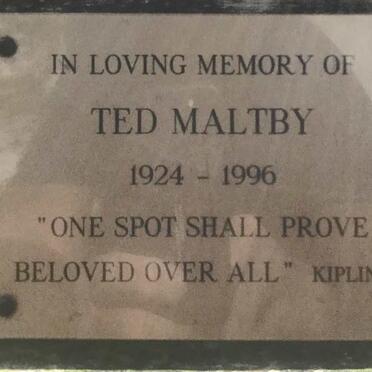 IN LOVING MEMORY OF
TED MALTBY
1924 - 1996
"ONE SPOT SHALL PROVE
BELOVED OVER ALL" KIPLIN